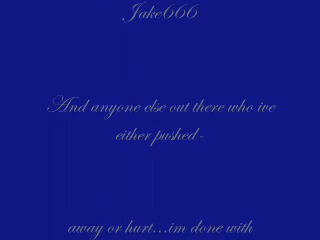 Jake666
And anyone else out there who ive
either pushed-
away or hurt...im done with